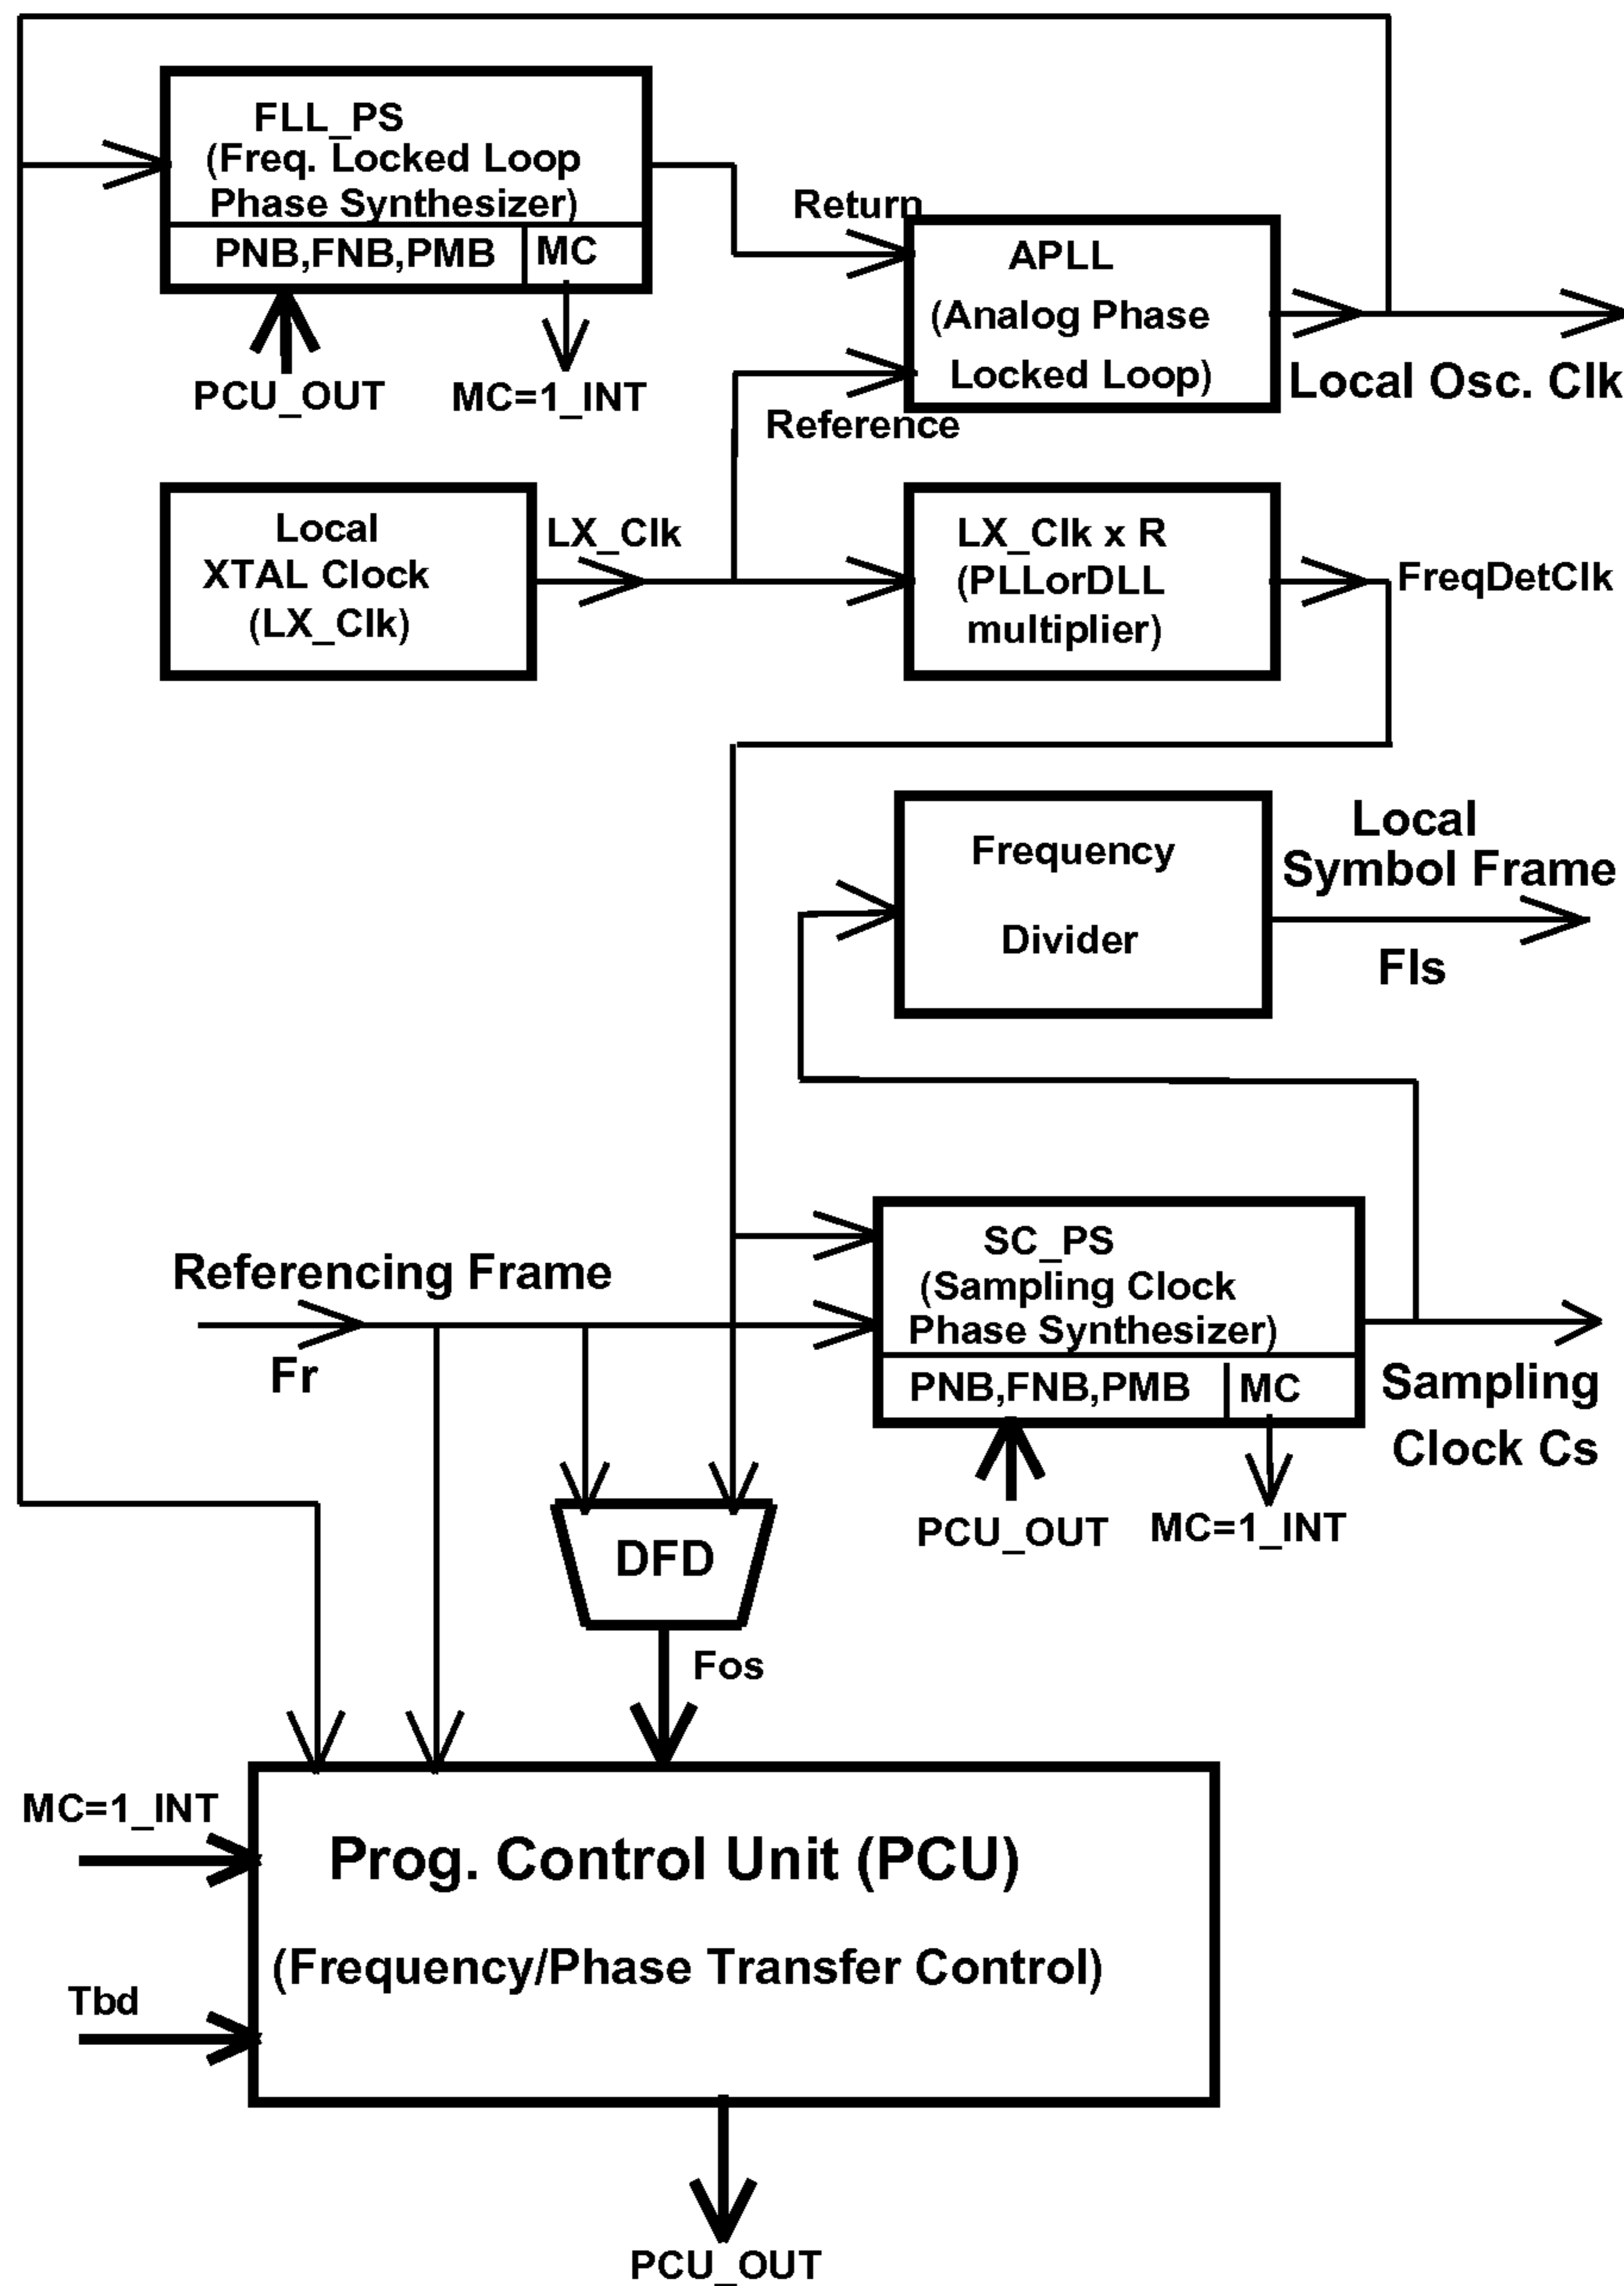 FLL_PS
(Freq. Locked Loop
Phase Synthesizer)
PNB,FNB,PMB
MC
PCU_OUT
MC=1_INT
Return
APLL
(Analog Phase
Locked Loop)
Reference
Local Osc. Clk
Local
XTAL Clock
(LX_Clk)
LX_Clk
LX_Clk x R
(PLLorDLL
multiplier)
FreqDetClk
Frequency
Divider
Local
Symbol Frame
Fls
Referencing Frame
Fr
SC_PS
(Sampling Clock
Phase Synthesizer)
PNB,FNB,PMB
MC
Sampling
Clock Cs
PCU_OUT
MC=1_INT
DFD
Fos
MC=1_INT
Tbd
Prog. Control Unit (PCU)
(Frequency/Phase Transfer Control)
PCU_OUT